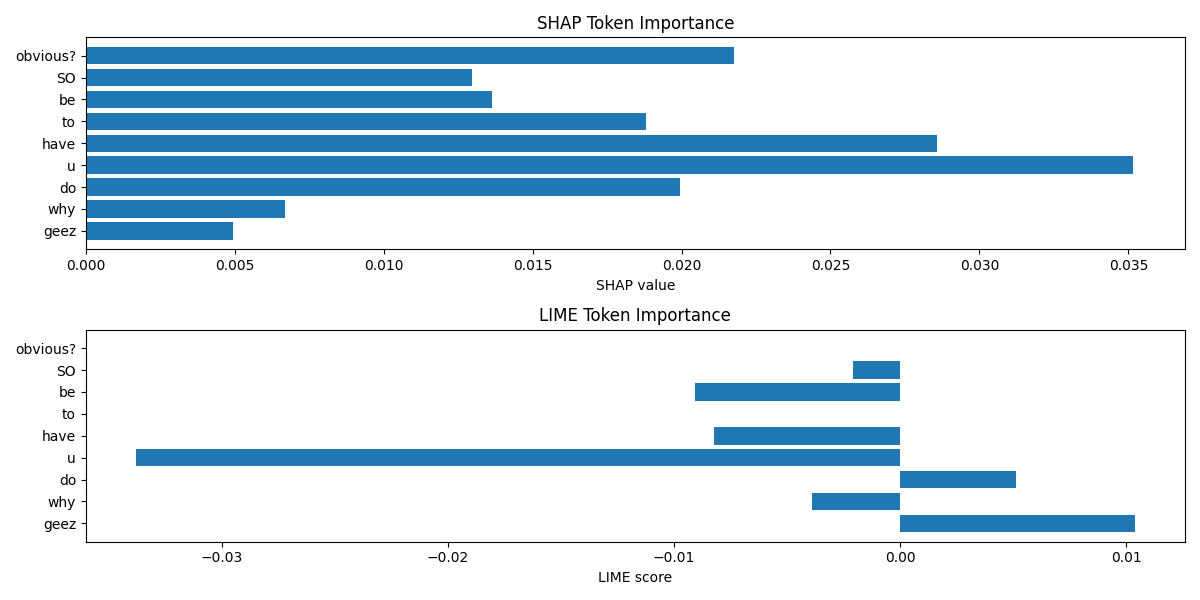 SHAP Token Importance
obvious?
SO
be
to
have
u
do
why
geez
0.000 0.005 0.010 0.015 0.020 0.025 0.030 0.035
SHAP value
LIME Token Importance
obvious?
SO
be
to
have
u
do
why
geez
−0.03 −0.02 −0.01 0.00 0.01
LIME score